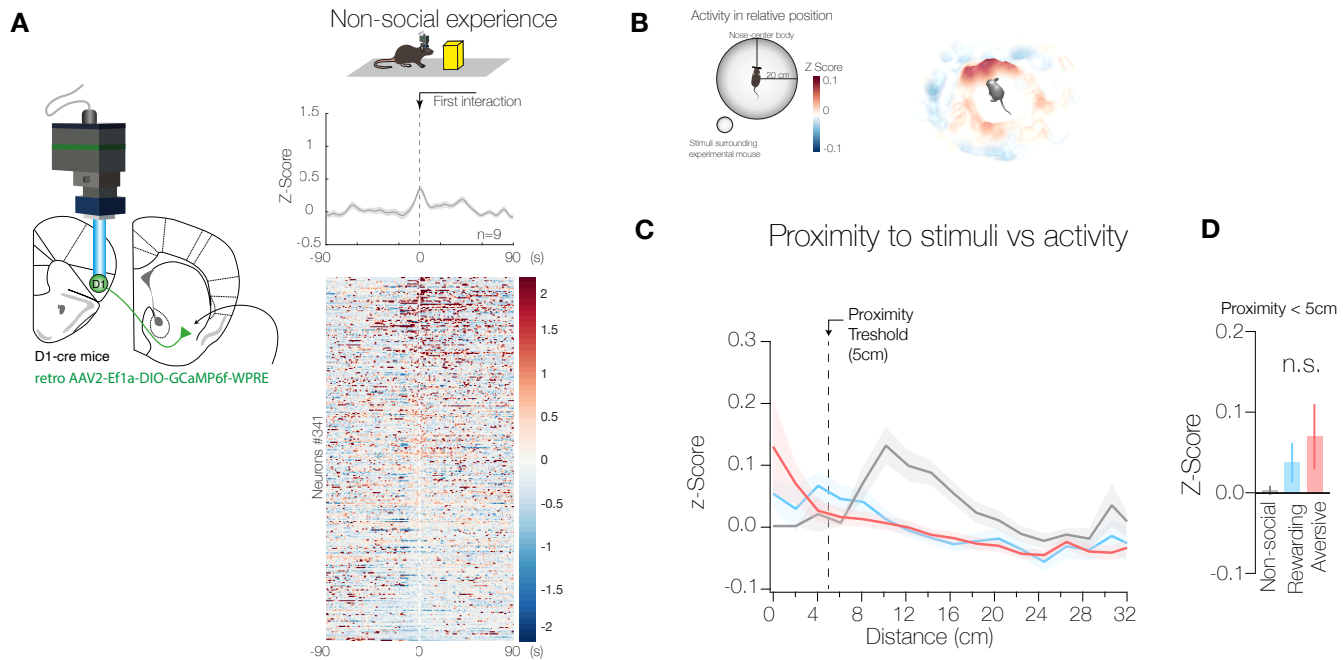 A
Non-social experience
First interaction
1.5
1
0.5
0
-0.5
Z-Score
n=9
-90
0
90
(s)
D1
D1-cre mice
retro AAV2-Ef1a-DIO-GCaMP6f-WPRE
Neurons #341
2
1.5
1
0.5
0
-0.5
-1
-1.5
-2
-90
0
90
(s)
B
Activity in relative position
Nose-center body
20 cm
Z Score
0.1
0
-0.1
Stimuli surrounding
experimental mouse
C
Proximity to stimuli vs activity
Proximity
Treshold
(5cm)
0.3
0.2
0.1
0.0
-0.1
z-Score
0
4
8
12
16
20
24
28
32
Distance (cm)
D
Proximity < 5cm
0.2
0.1
0.0
-0.1
Z-Score
n.s.
Non-social
Rewarding
Aversive